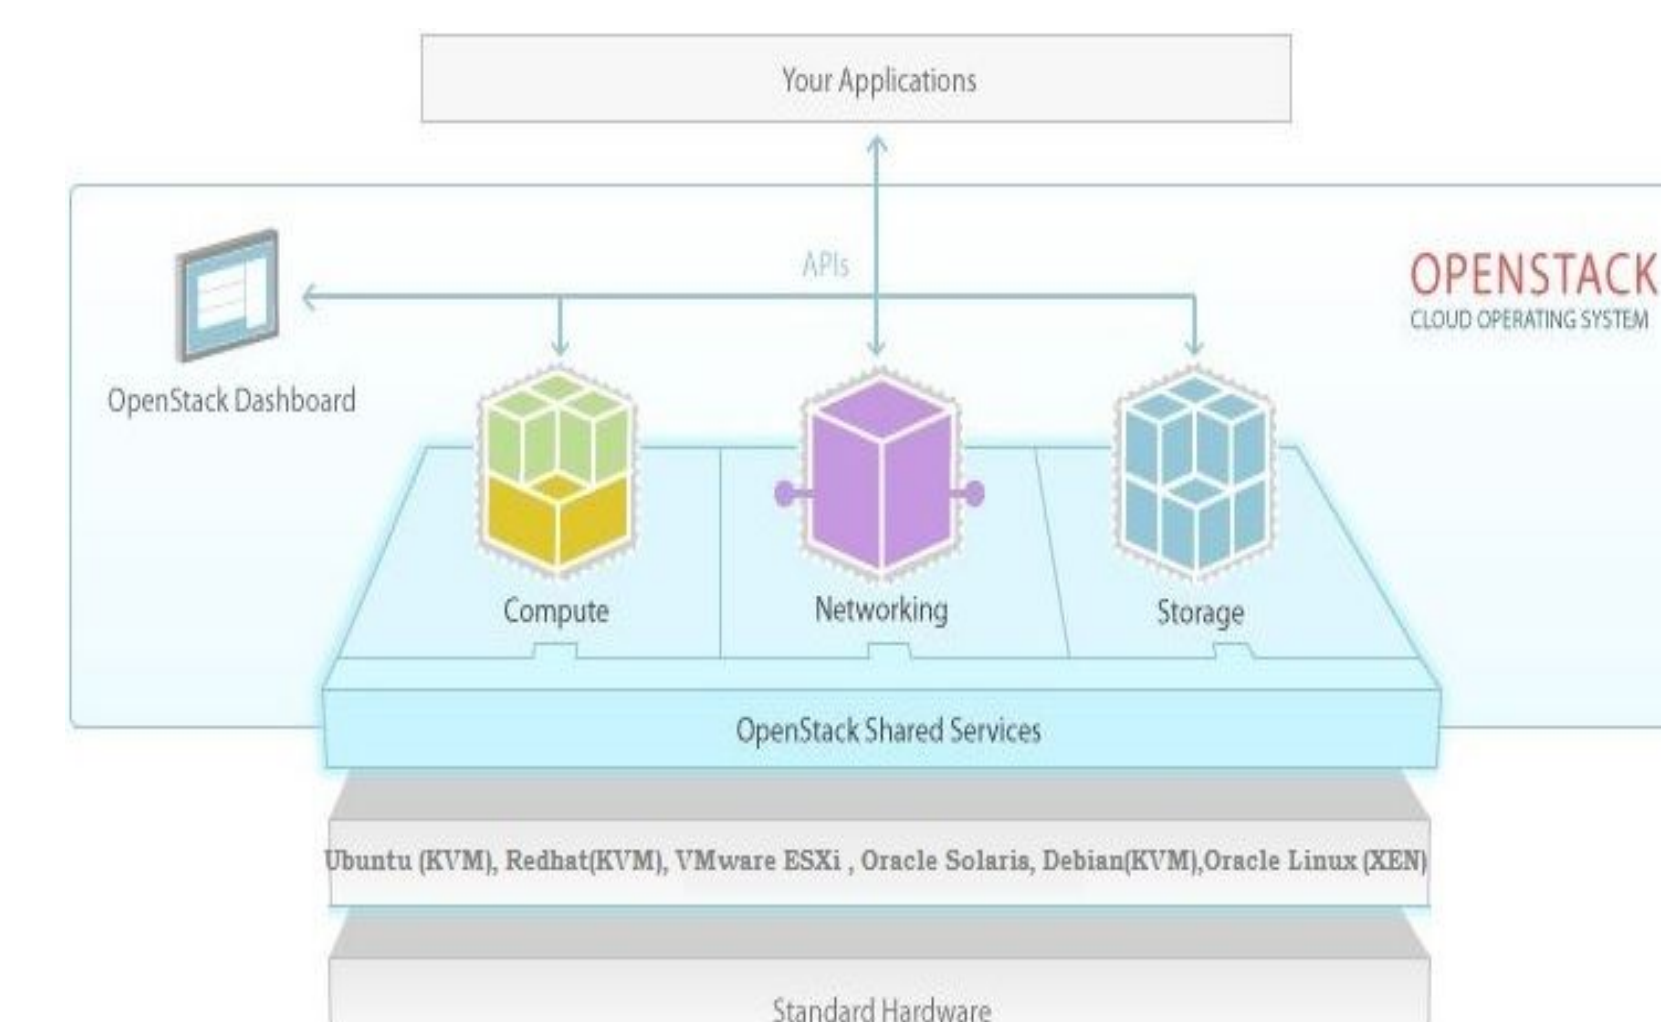 Your Applications
APIs
OPENSTACK
CLOUD OPERATING SYSTEM
OpenStack Dashboard
Compute
Networking
Storage
OpenStack Shared Services
Ubuntu (KVM), Redhat(KVM), VMware ESXi , Oracle Solaris, Debian(KVM),Oracle Linux (XEN)
Standard Hardware